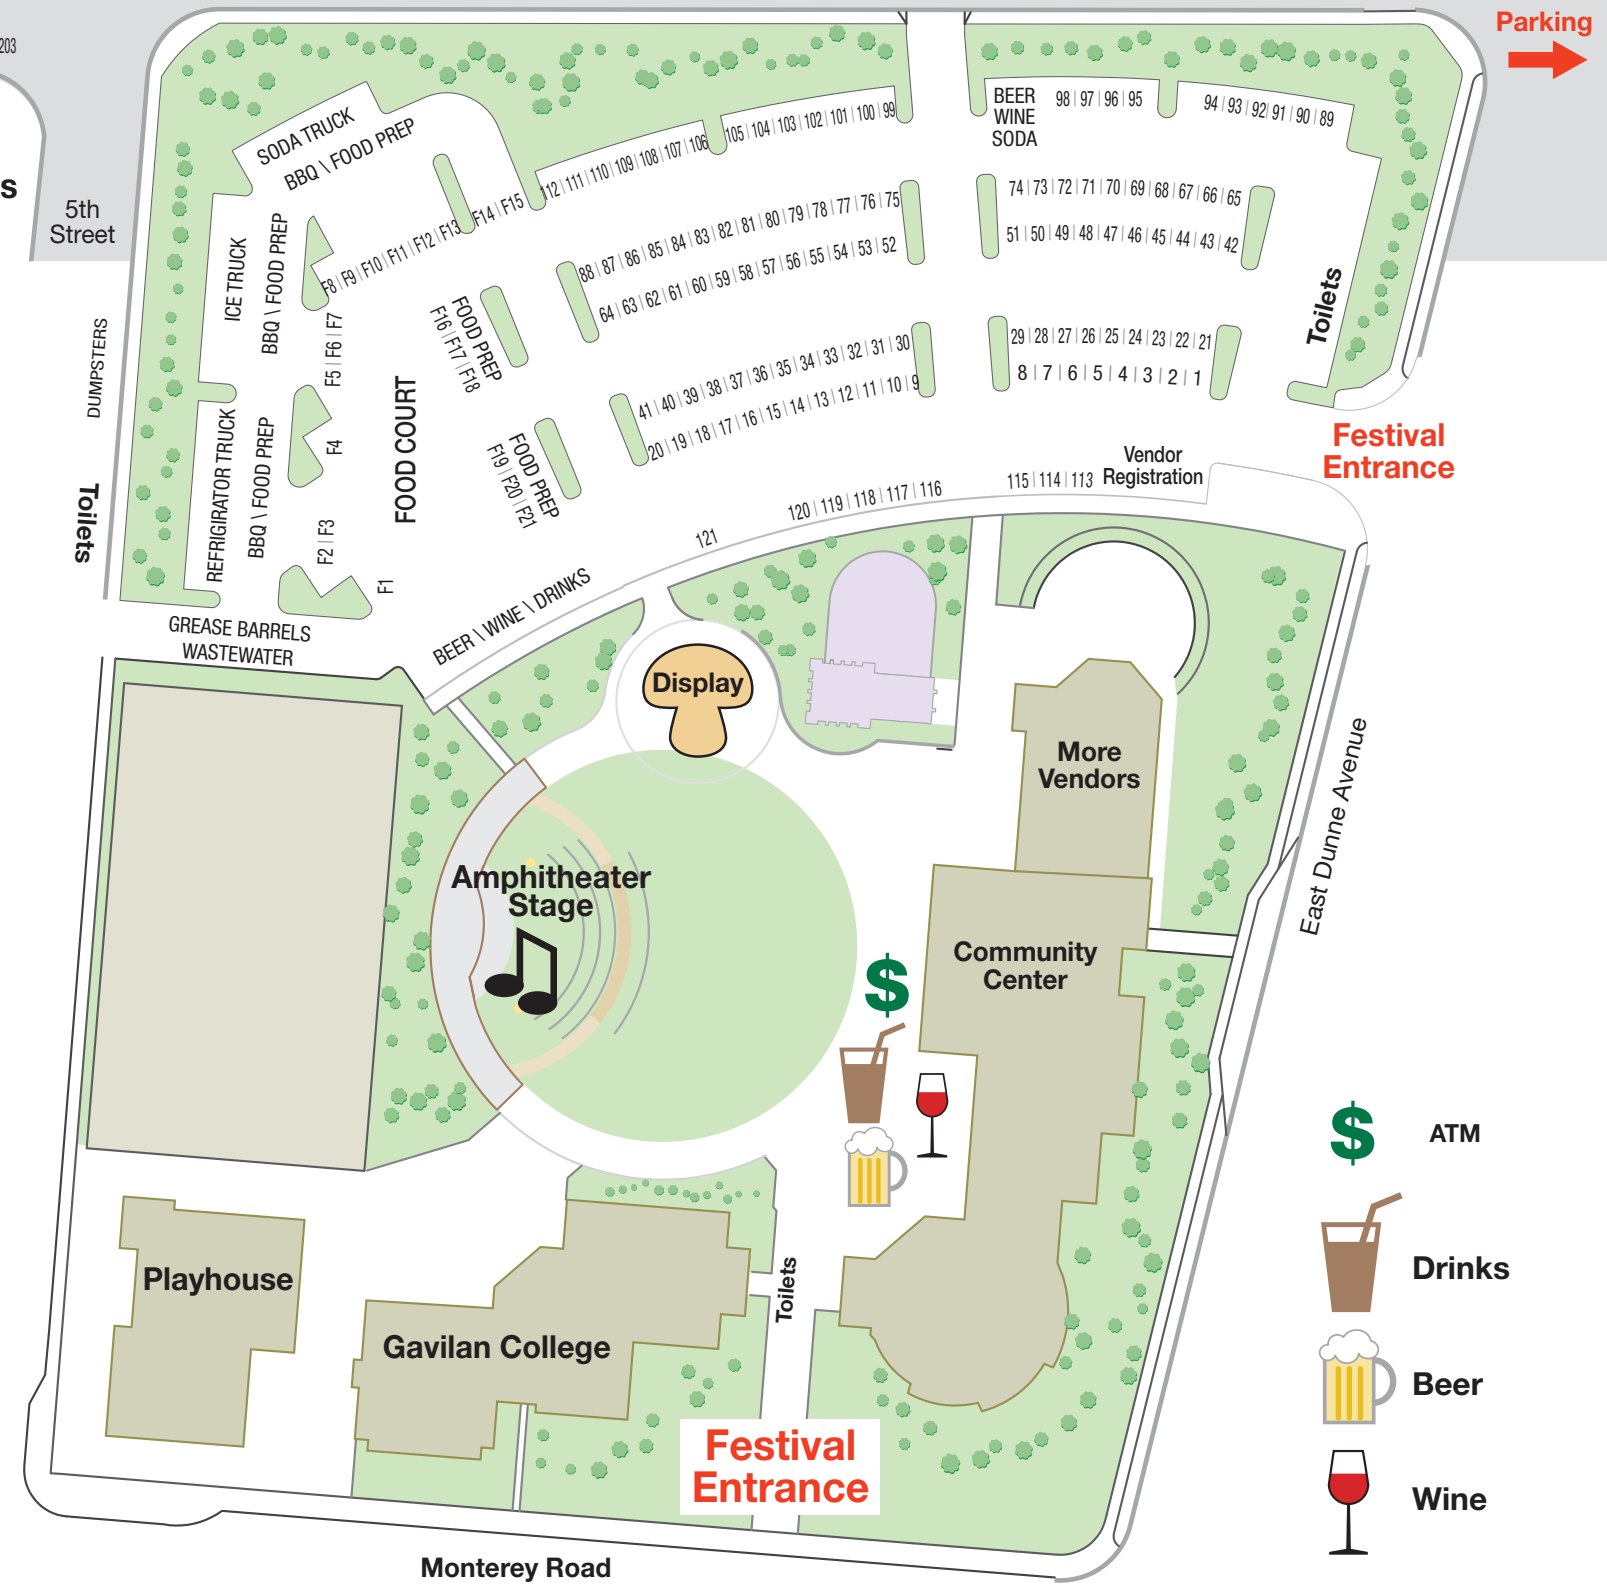 Parking
203
s
5th
Street
SODA TRUCK
BBQ \ FOOD PREP
BEER
WINE
SODA
98 | 97 | 96 | 95
94 | 93 | 92 | 91 | 90 | 89
112 | 111 | 110 | 109 | 108 | 107 | 106
105 | 104 | 103 | 102 | 101 | 100 | 99
F8 | F9 | F10 | F11 | F12 | F13
F14 | F15
88 | 87 | 86 | 85 | 84 | 83 | 82 | 81 | 80 | 79 | 78 | 77 | 76 | 75
74 | 73 | 72 | 71 | 70 | 69 | 68 | 67 | 66 | 65
64 | 63 | 62 | 61 | 60 | 59 | 58 | 57 | 56 | 55 | 54 | 53 | 52
51 | 50 | 49 | 48 | 47 | 46 | 45 | 44 | 43 | 42
ICE TRUCK
BBQ \ FOOD PREP
F5 | F6 | F7
FOOD PREP
F16 | F17 | F18
Toilets
DUMPSTERS
41 | 40 | 39 | 38 | 37 | 36 | 35 | 34 | 33 | 32 | 31 | 30
29 | 28 | 27 | 26 | 25 | 24 | 23 | 22 | 21
20 | 19 | 18 | 17 | 16 | 15 | 14 | 13 | 12 | 11 | 10 | 9
8 | 7 | 6 | 5 | 4 | 3 | 2 | 1
Festival
Entrance
REFRIGIRATOR TRUCK
BBQ \ FOOD PREP
F4
FOOD COURT
FOOD PREP
F19 | F20 | F21
Toilets
F2 | F3
F1
Vendor
Registration
115 | 114 | 113
120 | 119 | 118 | 117 | 116
121
BEER \ WINE \ DRINKS
GREASE BARRELS
WASTEWATER
Display
More
Vendors
East Dunne Avenue
Amphitheater
Stage
Community
Center
$
$
ATM
Drinks
Beer
Wine
Playhouse
Gavilan College
Toilets
Festival
Entrance
Monterey Road